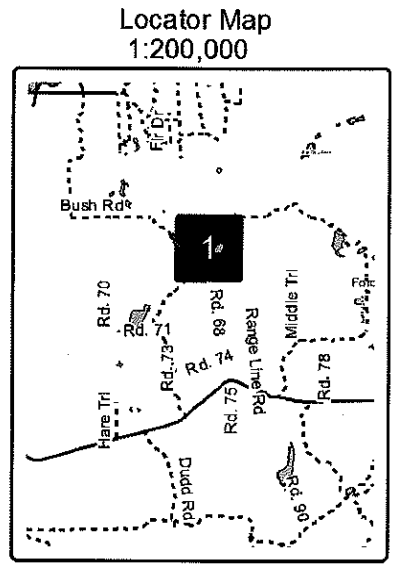 Locator Map
1:200,000
Fir Dr
Bush Rd
1
Rd. 70
Rd. 68
Middle Trl
Rd. 71
Range Line Rd
Rd. 73
Rd. 74
Rd. 78
Rd. 75
Hare Trl
Dudd Rd
Rd. 90